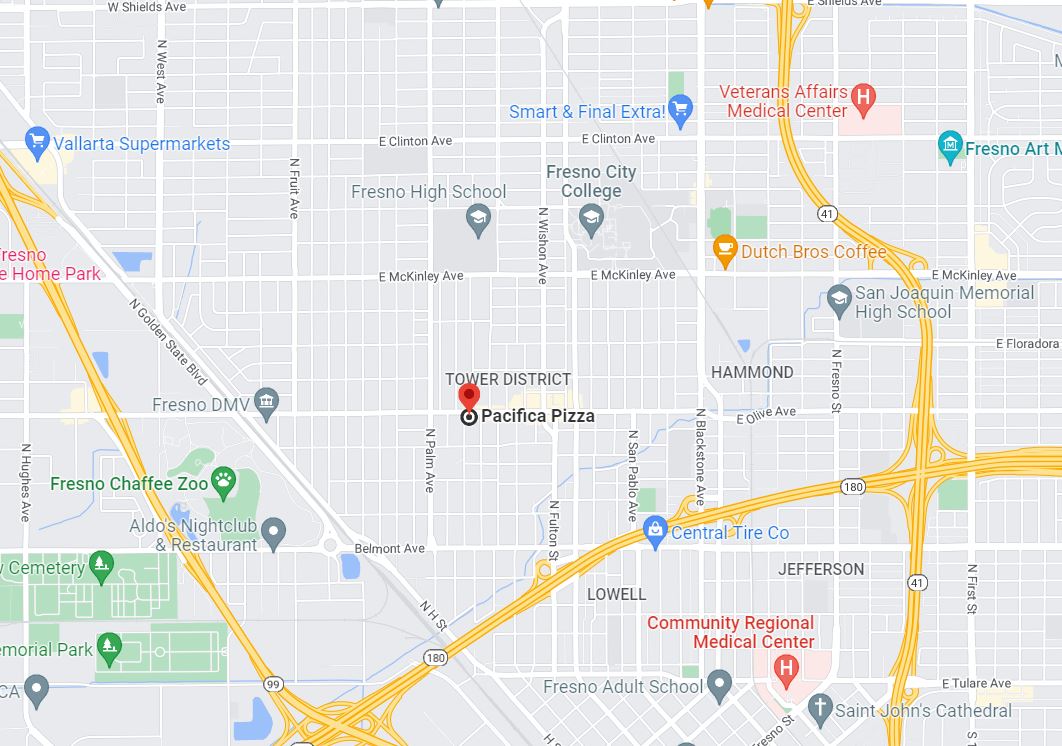 W Shields Ave
E Shields Ave
N West Ave
Veterans Affairs
Medical Center
Smart & Final Extra!
Vallarta Supermarkets
E Clinton Ave
E Clinton Ave
Fresno Art M
Fresno City
College
Fresno High School
N Fruit Ave
N Wishon Ave
41
Dutch Bros Coffee
resno
e Home Park
E McKinley Ave
E McKinley Ave
E McKinley Ave
San Joaquin Memorial
High School
N Golden State Blvd
E Floradora
HAMMOND
TOWER DISTRICT
N Fresno St
Fresno DMV
Pacifica Pizza
E Olive Ave
N Palm Ave
N San Pablo Ave
N Blackstone Ave
N Hughes Ave
Fresno Chaffee Zoo
180
N Fulton St
Aldo's Nightclub
& Restaurant
Central Tire Co
Belmont Ave
w Cemetery
JEFFERSON
41
N First St
LOWELL
N H St
Community Regional
Medical Center
emorial Park
180
99
CA
Fresno Adult School
E Tulare Ave
Saint John's Cathedral
Fresno St
H S
S 1